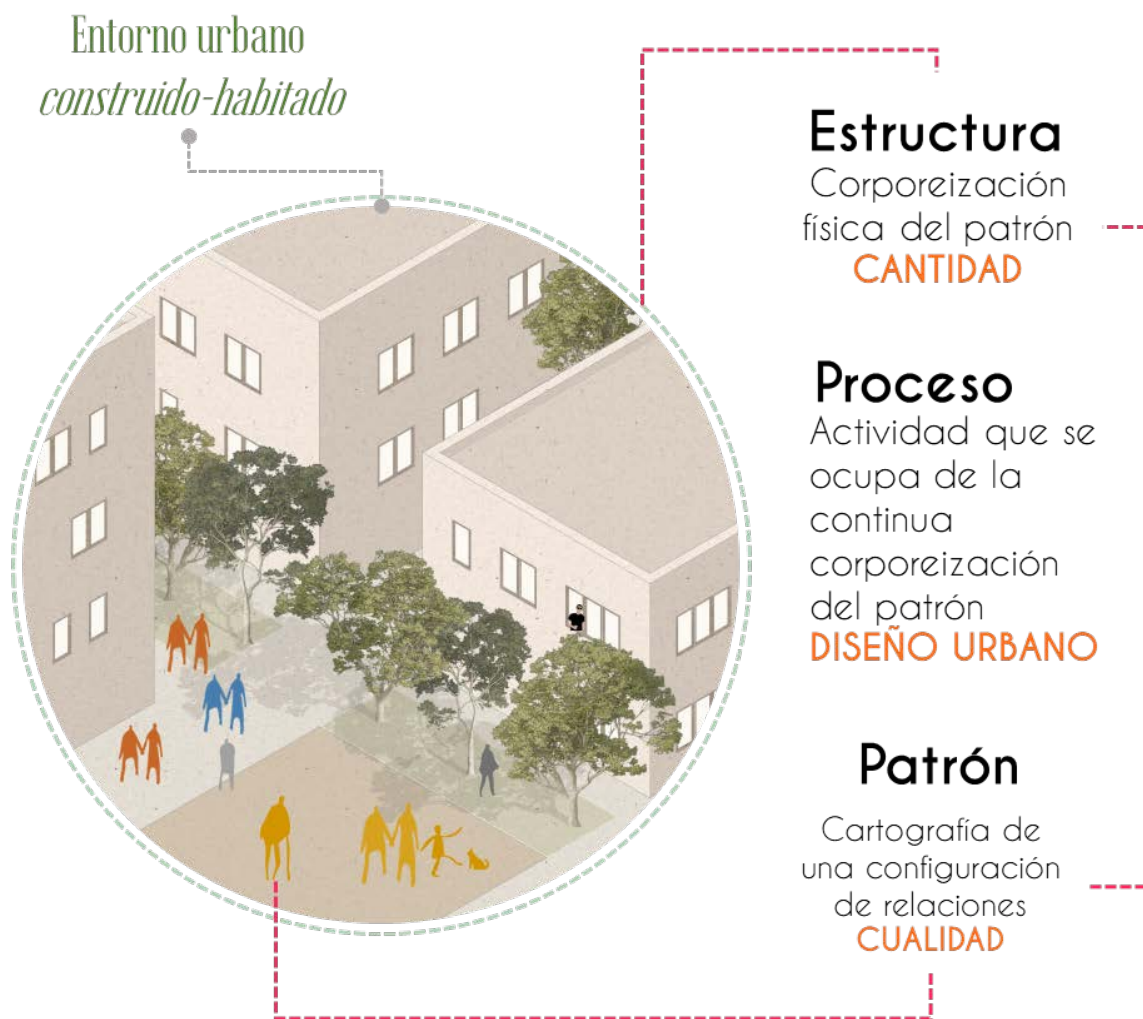 Entorno urbano
construido-habitado
Estructura
Corporeización
física del patrón
CANTIDAD
Proceso
Actividad que se
ocupa de la
continua
corporeización
del patrón
DISEÑO URBANO
Patrón
Cartografía de
una configuración
de relaciones
CUALIDAD